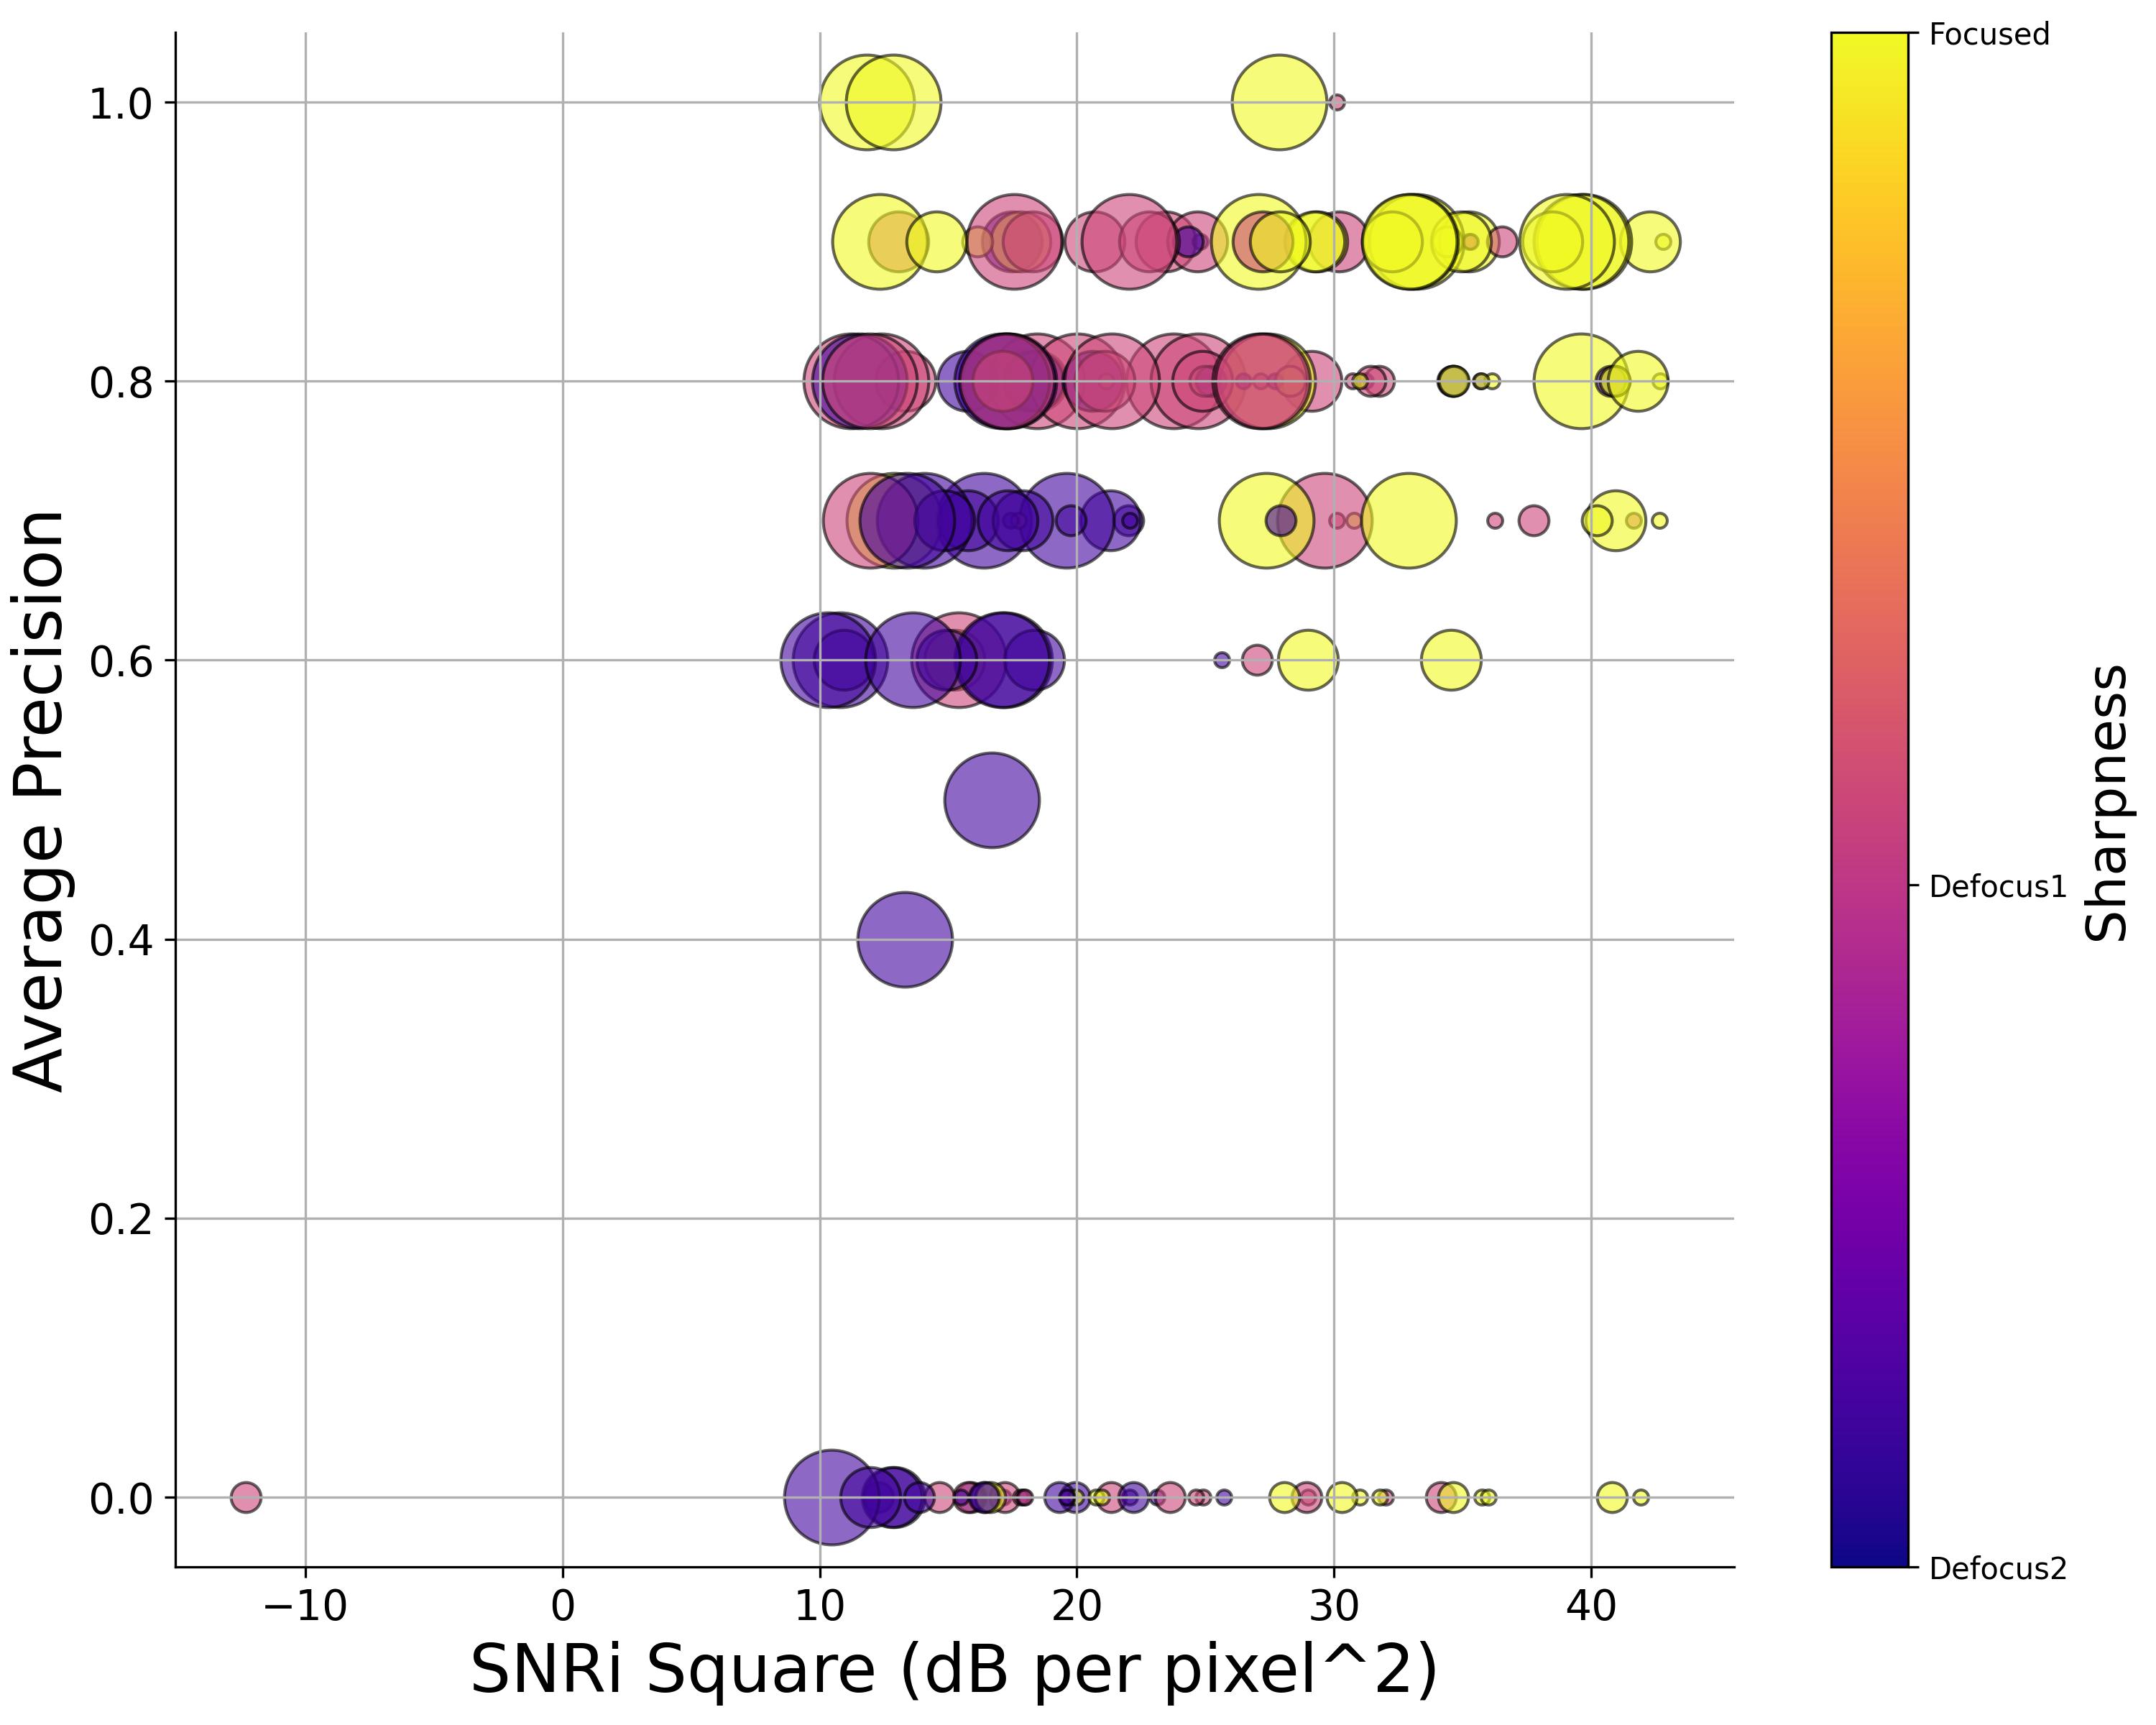 Average Precision
1.0
0.8
0.6
0.4
0.2
0.0
−10
0
10
20
30
40
SNRi Square (dB per pixel^2)
Focused
Defocus1
Defocus2
Sharpness